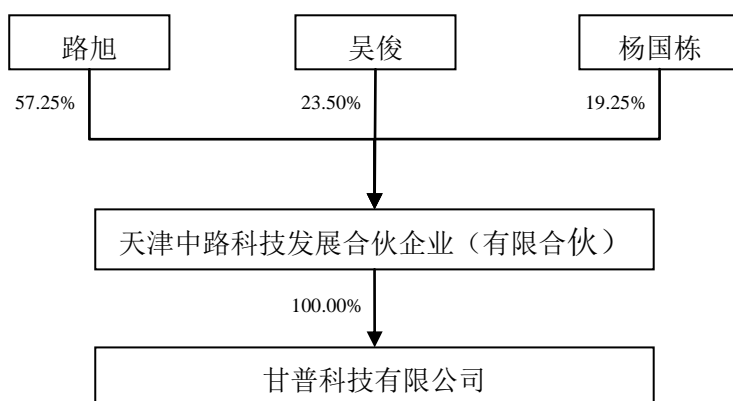 路旭 吴俊 杨国栋
57.25% 23.50% 19.25%
天津中路科技发展合伙企业（有限合伙）
100.00%
甘普科技有限公司